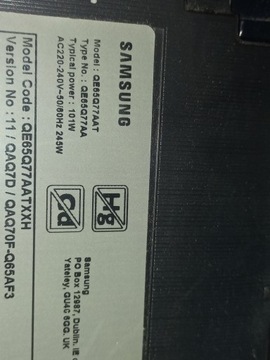 SAMSUNG
Model : QE65Q77AAT
Type No. : QE65Q77AA
Typical power : 101W
AC220-240V~50/60Hz 245W
Model Code : QE65Q77AATXXH
Version No : 11 / QAQ7D / QAQ70F-Q65AF3
Hg
Cd
Samsung
PO Box 12987, Dublin. IE
Yateley, GU46 6GG. UK